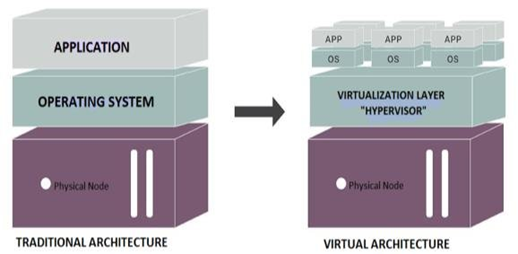 APPLICATION
OPERATING SYSTEM
Physical Node
TRADITIONAL ARCHITECTURE
APP APP APP
OS OS OS
VIRTUALIZATION LAYER
"HYPERVISOR"
Physical Node
VIRTUAL ARCHITECTURE